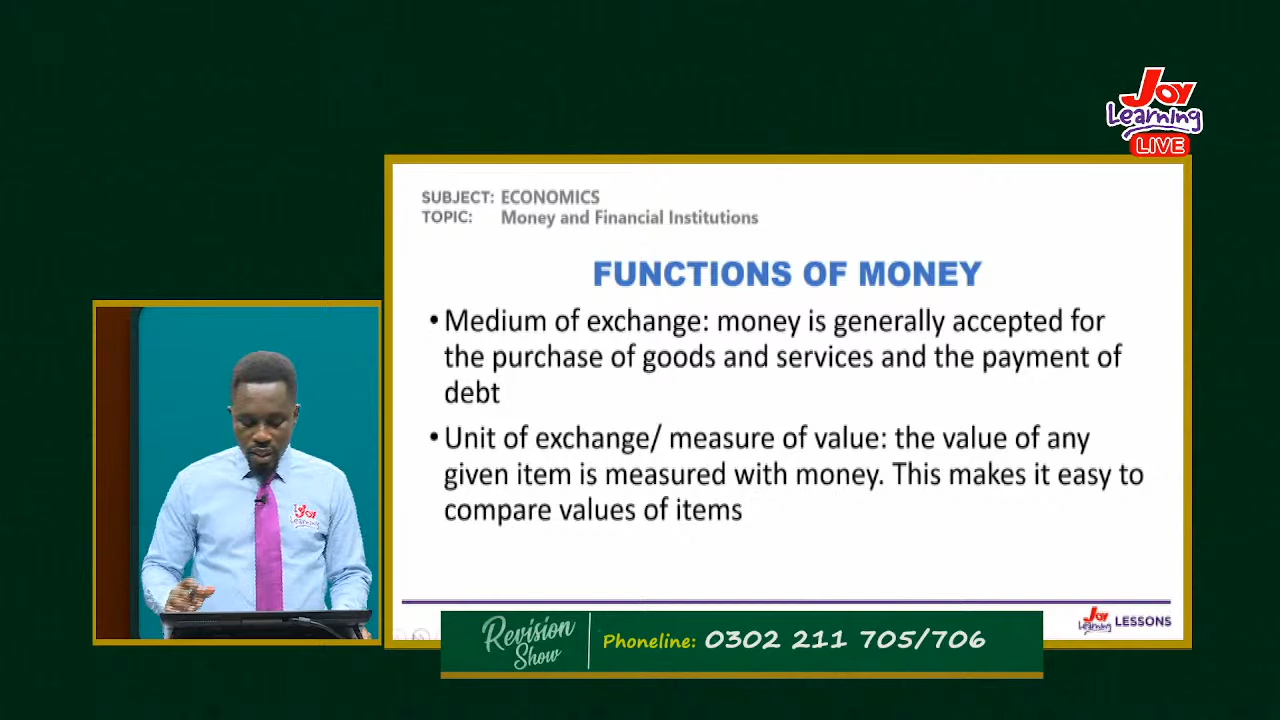 Joy
Learning
LIVE
SUBJECT: ECONOMICS
TOPIC: Money and Financial Institutions
FUNCTIONS OF MONEY
• Medium of exchange: money is generally accepted for
the purchase of goods and services and the payment of
debt
• Unit of exchange/ measure of value: the value of any
given item is measured with money. This makes it easy to
compare values of items
Joy
Learning
Joy
Learning LESSONS
Revision
Show
Phoneline: 0302 211 705/706